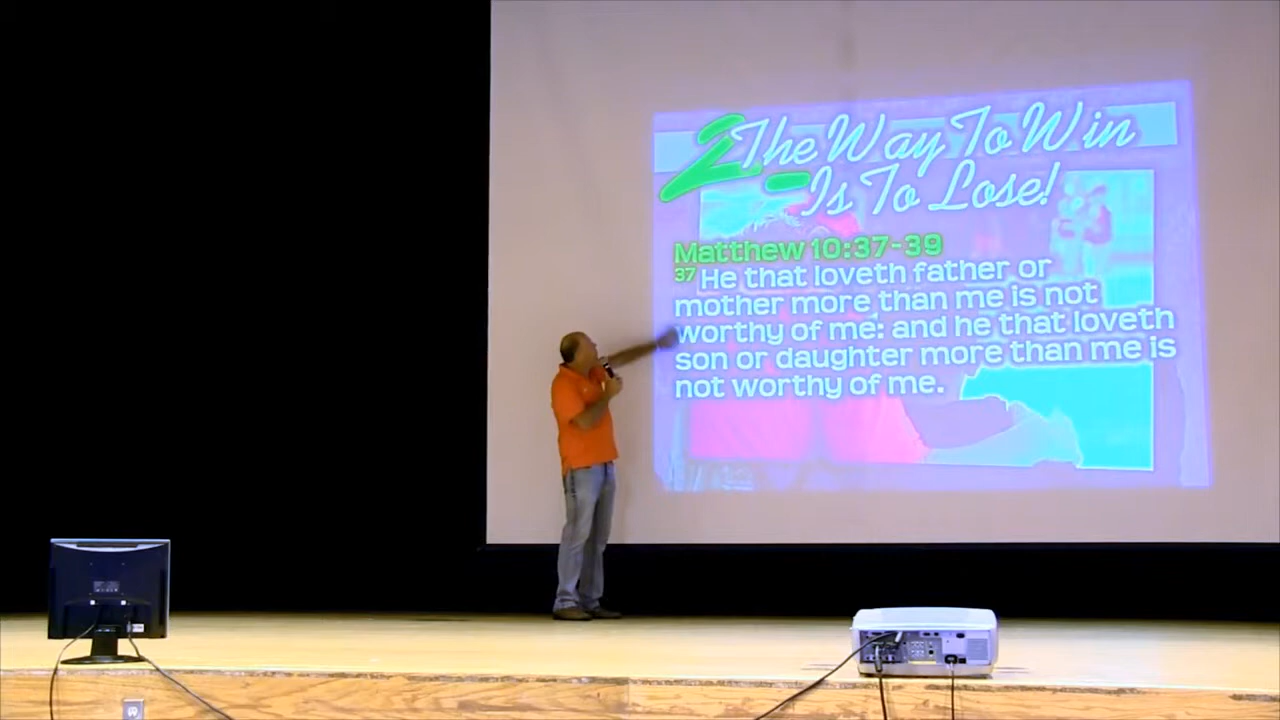 2- The Way To Win
Is To Lose!
Matthew 10:37-39
37 He that loveth father or
mother more than me is not
worthy of me: and he that loveth
son or daughter more than me is
not worthy of me.